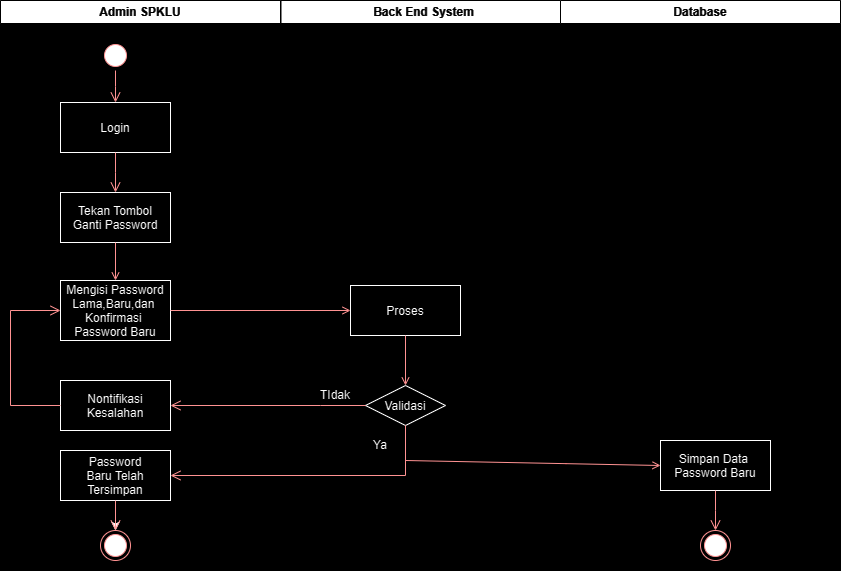 Admin SPKLU
Back End System
Database
Login
Tekan Tombol
Ganti Password
Mengisi Password
Lama,Baru,dan
Konfirmasi
Password Baru
Proses
Nontifikasi
Kesalahan
TIdak
Validasi
Ya
Password
Baru Telah
Tersimpan
Simpan Data
Password Baru